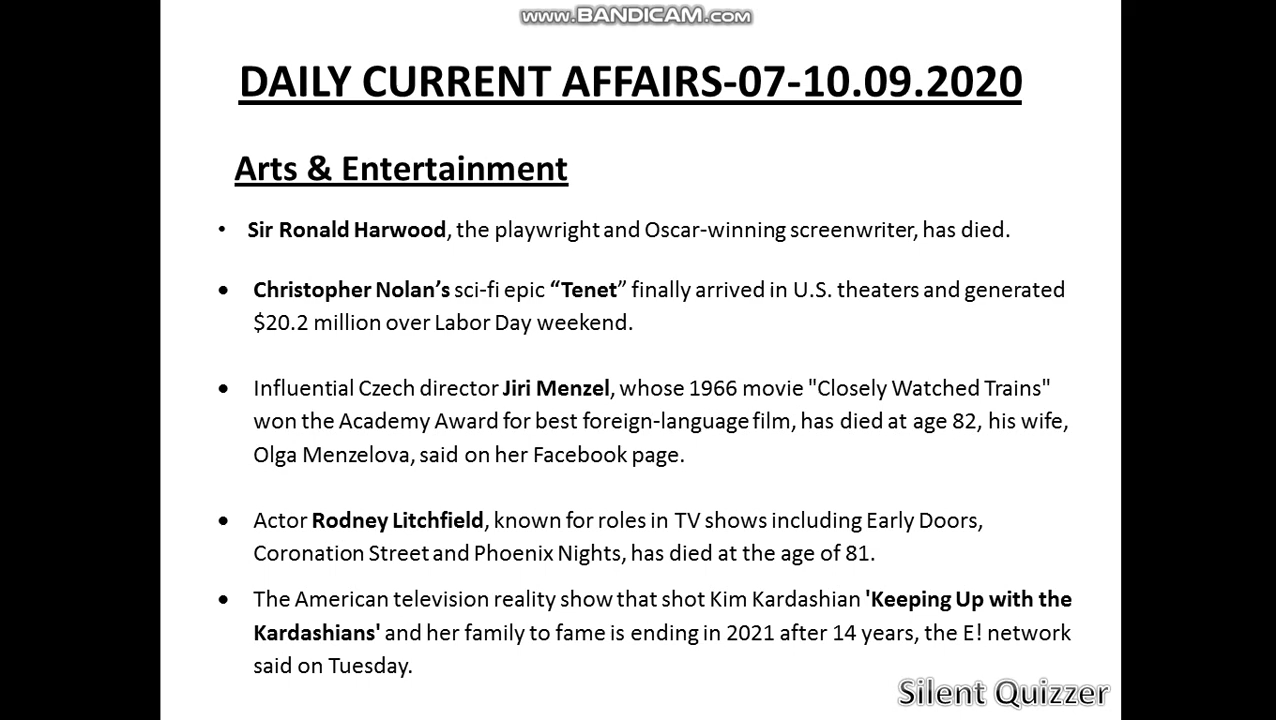 www.BANDICAM.com
DAILY CURRENT AFFAIRS-07-10.09.2020
Arts & Entertainment
• Sir Ronald Harwood, the playwright and Oscar-winning screenwriter, has died.
• Christopher Nolan’s sci-fi epic “Tenet” finally arrived in U.S. theaters and generated
$20.2 million over Labor Day weekend.
• Influential Czech director Jiri Menzel, whose 1966 movie "Closely Watched Trains"
won the Academy Award for best foreign-language film, has died at age 82, his wife,
Olga Menzelova, said on her Facebook page.
• Actor Rodney Litchfield, known for roles in TV shows including Early Doors,
Coronation Street and Phoenix Nights, has died at the age of 81.
• The American television reality show that shot Kim Kardashian 'Keeping Up with the
Kardashians' and her family to fame is ending in 2021 after 14 years, the E! network
said on Tuesday.
Silent Quizzer